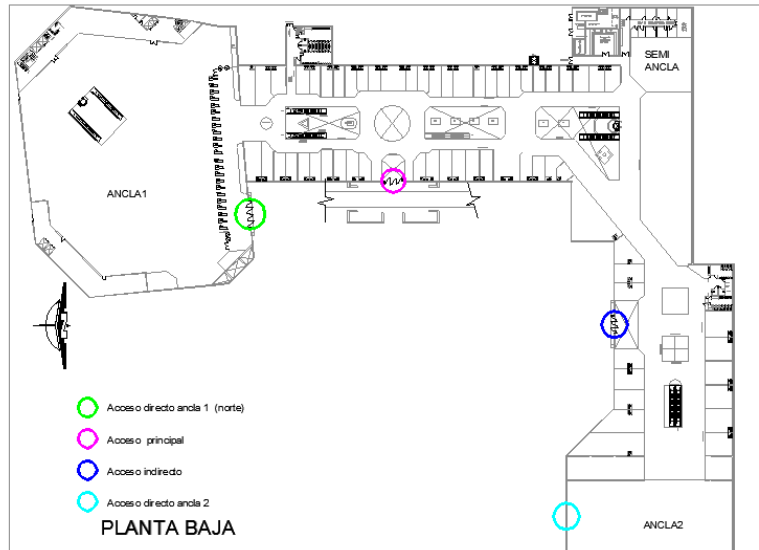 SEMI
ANCLA
ANCLA1
Acceso directo ancla 1 (norte)
Acceso principal
Acceso indirecto
Acceso directo ancla 2
PLANTA BAJA
ANCLA2